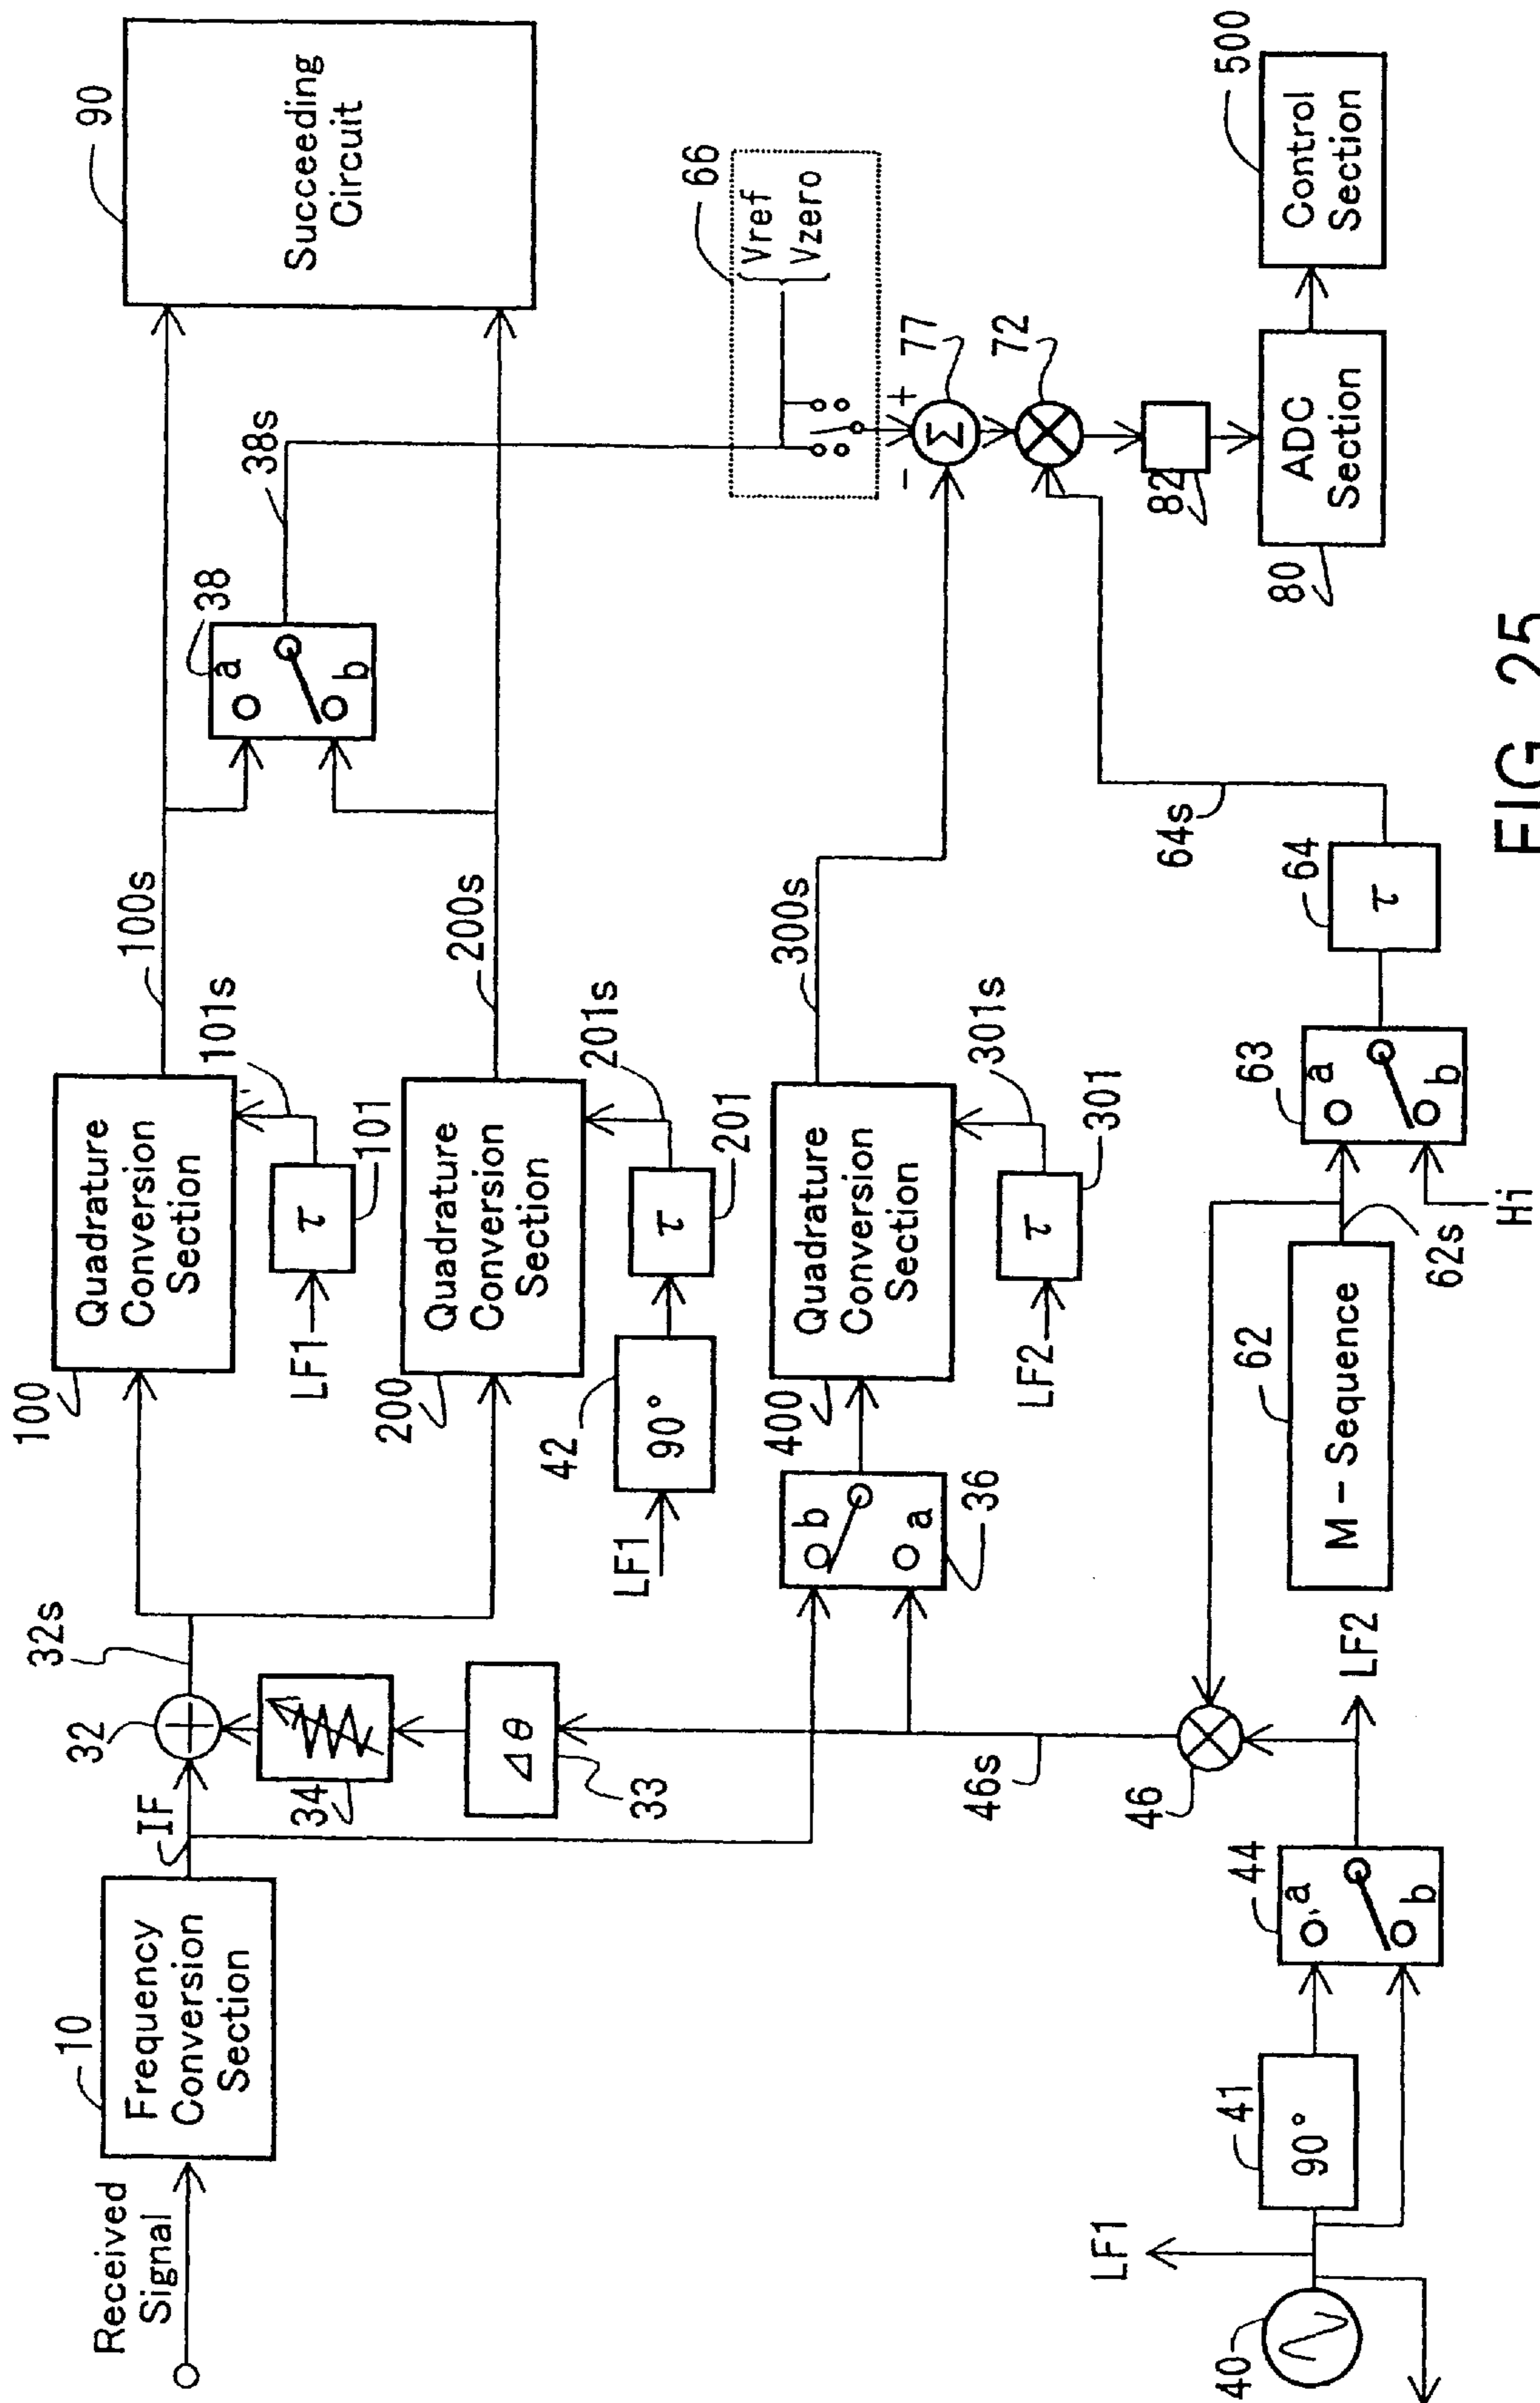 Received
Signal
10
Frequency
Conversion
Section
IF
32
32s
34
33
Δθ
100
Quadrature
Conversion
Section
100s
101s
LF1
τ
101
200
Quadrature
Conversion
Section
200s
201s
LF1
42
90°
τ
201
38
a
b
38s
90
Succeeding
Circuit
36
b
a
400
Quadrature
Conversion
Section
300s
301s
LF2
τ
301
66
Vref
Vzero
+
-
Σ
77
72
82
80
ADC
Section
500
Control
Section
40
LF1
41
90°
44
a
b
LF2
46
46s
62
M-Sequence
62s
Hi
63
a
b
64
τ
64s
FIG. 25